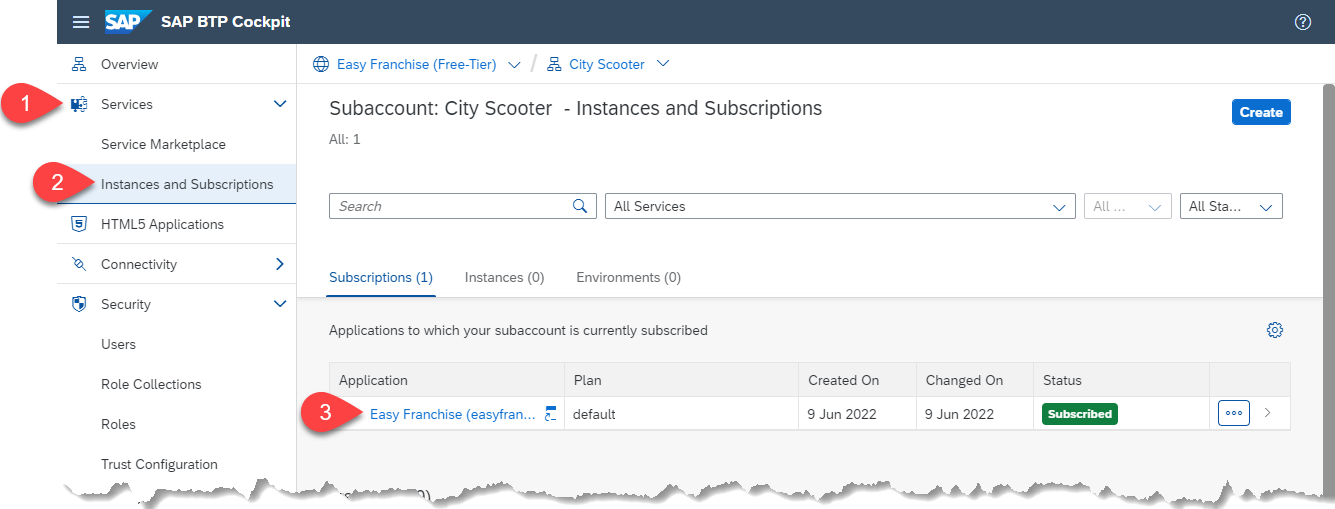 SAP SAP BTP Cockpit
Overview
Easy Franchise (Free-Tier) / City Scooter
1 Services
Service Marketplace
2 Instances and Subscriptions
HTML5 Applications
Connectivity
Security
Users
Role Collections
Roles
Trust Configuration
Subaccount: City Scooter - Instances and Subscriptions
Create
All: 1
Search All Services All ... All Sta...
Subscriptions (1) Instances (0) Environments (0)
Applications to which your subaccount is currently subscribed
Application Plan Created On Changed On Status
3 Easy Franchise (easyfran... default 9 Jun 2022 9 Jun 2022 Subscribed